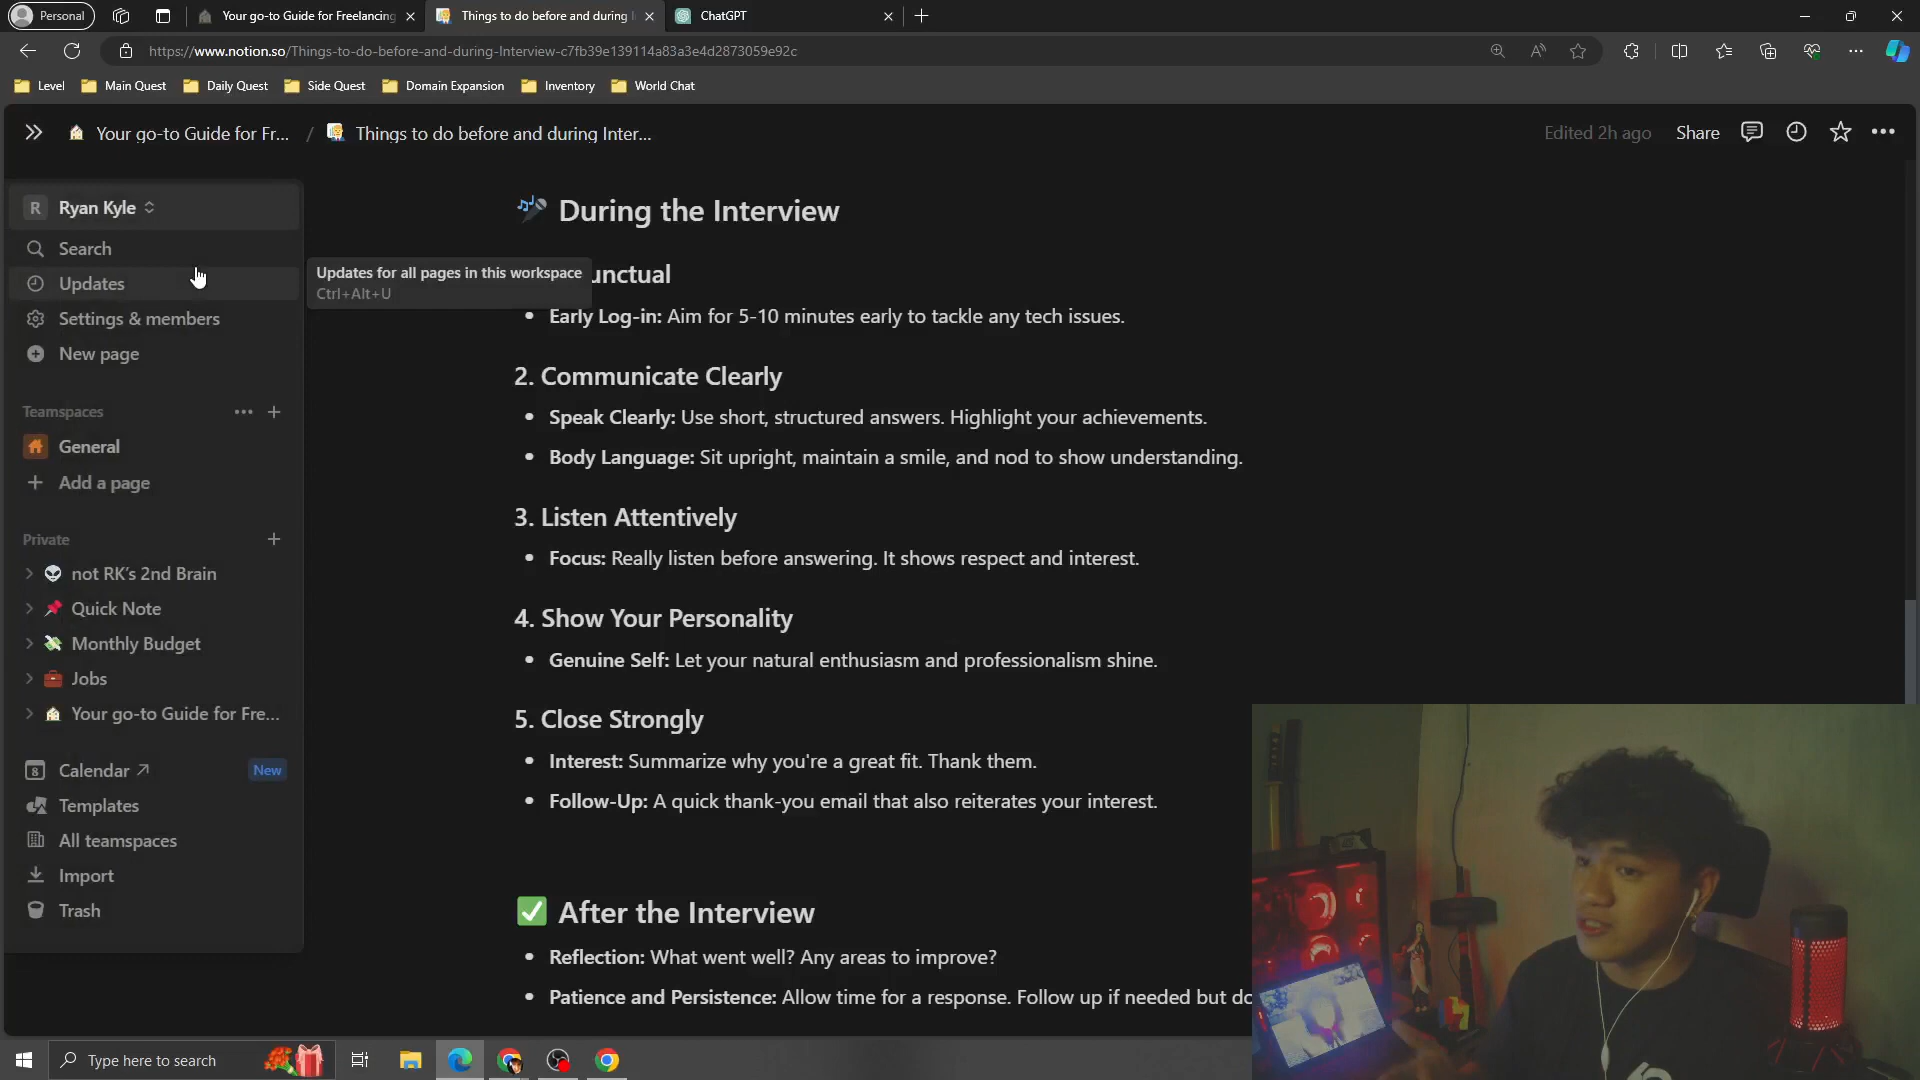 Personal
Your go-to Guide for Freelancing
Things to do before and during I
ChatGPT
https://www.notion.so/Things-to-do-before-and-during-Interview-c7fb39e139114a83a3e4d2873059e92c
Level
Main Quest
Daily Quest
Side Quest
Domain Expansion
Inventory
World Chat
Your go-to Guide for Fr... / Things to do before and during Inter...
Edited 2h ago
Share
R Ryan Kyle
Search
Updates
Settings & members
New page
Teamspaces
General
Add a page
Private
not RK's 2nd Brain
Quick Note
Monthly Budget
Jobs
Your go-to Guide for Fre...
8 Calendar
New
Templates
All teamspaces
Import
Trash
Updates for all pages in this workspace
Ctrl+Alt+U
During the Interview
unctual
• Early Log-in: Aim for 5-10 minutes early to tackle any tech issues.
2. Communicate Clearly
• Speak Clearly: Use short, structured answers. Highlight your achievements.
• Body Language: Sit upright, maintain a smile, and nod to show understanding.
3. Listen Attentively
• Focus: Really listen before answering. It shows respect and interest.
4. Show Your Personality
• Genuine Self: Let your natural enthusiasm and professionalism shine.
5. Close Strongly
• Interest: Summarize why you're a great fit. Thank them.
• Follow-Up: A quick thank-you email that also reiterates your interest.
After the Interview
• Reflection: What went well? Any areas to improve?
• Patience and Persistence: Allow time for a response. Follow up if needed but do
Type here to search